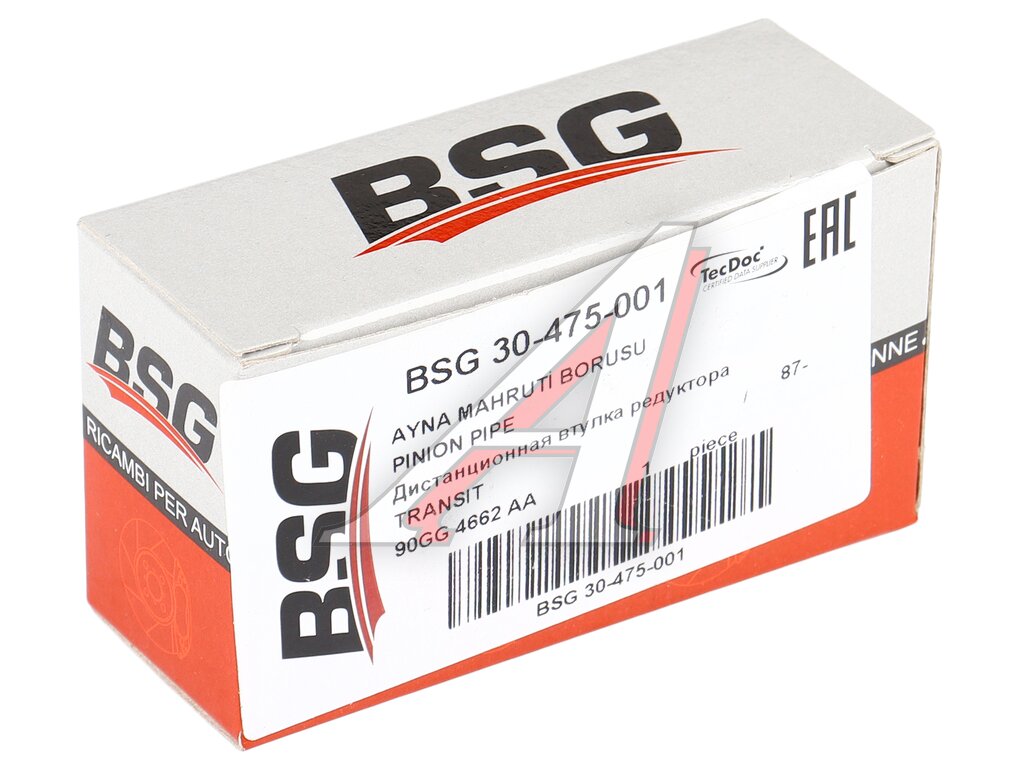 BSG
BSG
RICAMBI PER AUTO
NNE.
BSG
BSG 30-475-001
TecDoc
CERTIFIED DATA SUPPLIER
EAC
AYNA MAHRUTİ BORUSU
PINION PIPE
Дистанционная втулка редуктора
TRANSIT / 87-
90GG 4662 AA
1 piece
BSG 30-475-001